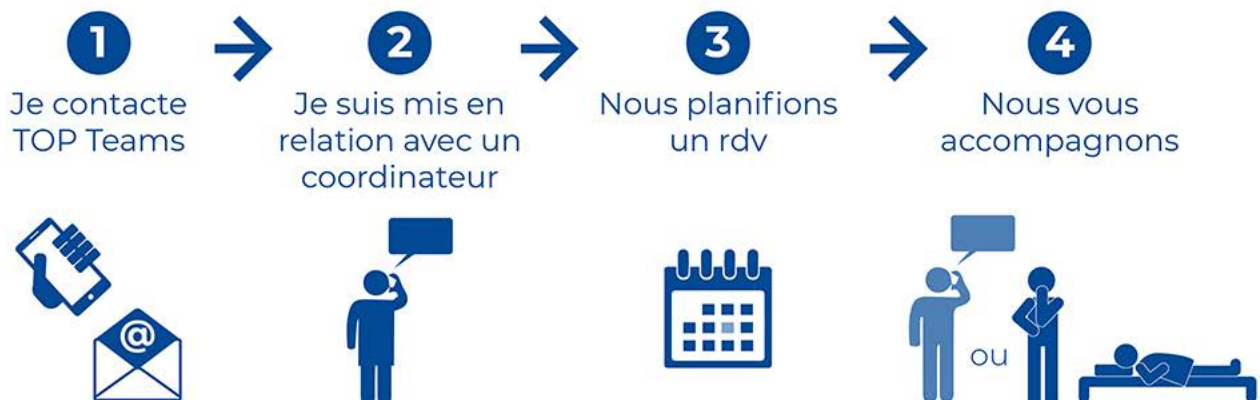 1
Je contacte
TOP Teams
2
Je suis mis en
relation avec un
coordinateur
3
Nous planifions
un rdv
4
Nous vous
accompagnons
@
ou